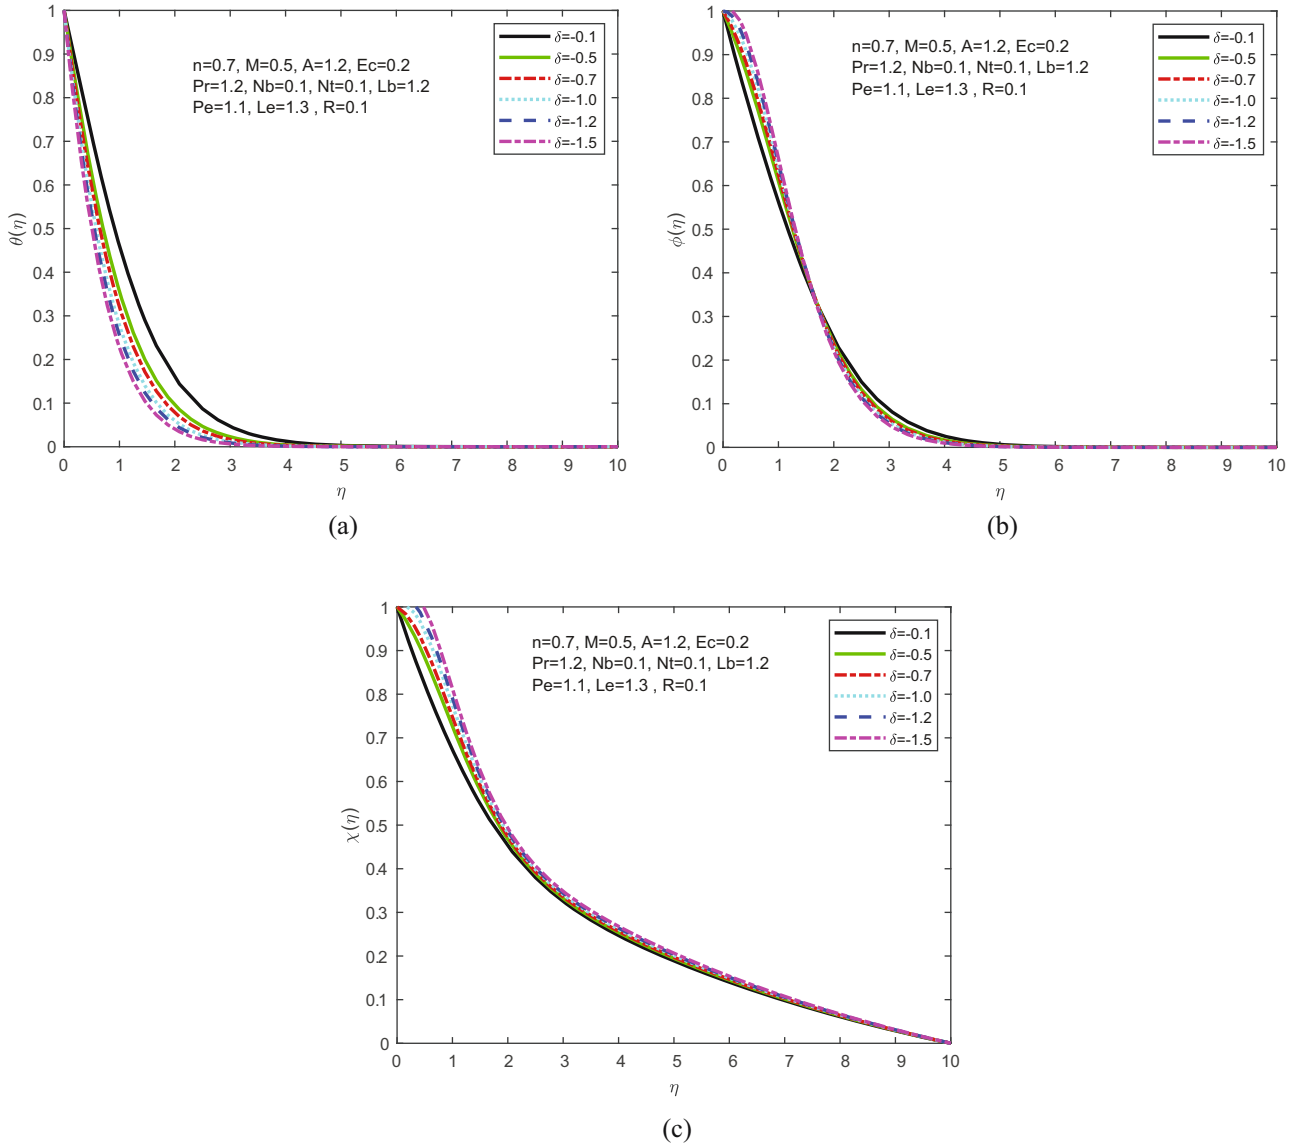 1
0.9
0.8
0.7
0.6
0.5
0.4
0.3
0.2
0.1
0
θ(η)
n=0.7, M=0.5, A=1.2, Ec=0.2
Pr=1.2, Nb=0.1, Nt=0.1, Lb=1.2
Pe=1.1, Le=1.3 , R=0.1
δ=-0.1
δ=-0.5
δ=-0.7
δ=-1.0
δ=-1.2
δ=-1.5
0 1 2 3 4 5 6 7 8 9 10
η
(a)
1
0.9
0.8
0.7
0.6
0.5
0.4
0.3
0.2
0.1
0
ϕ(η)
n=0.7, M=0.5, A=1.2, Ec=0.2
Pr=1.2, Nb=0.1, Nt=0.1, Lb=1.2
Pe=1.1, Le=1.3 , R=0.1
δ=-0.1
δ=-0.5
δ=-0.7
δ=-1.0
δ=-1.2
δ=-1.5
0 1 2 3 4 5 6 7 8 9 10
η
(b)
1
0.9
0.8
0.7
0.6
0.5
0.4
0.3
0.2
0.1
0
χ(η)
n=0.7, M=0.5, A=1.2, Ec=0.2
Pr=1.2, Nb=0.1, Nt=0.1, Lb=1.2
Pe=1.1, Le=1.3 , R=0.1
δ=-0.1
δ=-0.5
δ=-0.7
δ=-1.0
δ=-1.2
δ=-1.5
0 1 2 3 4 5 6 7 8 9 10
η
(c)